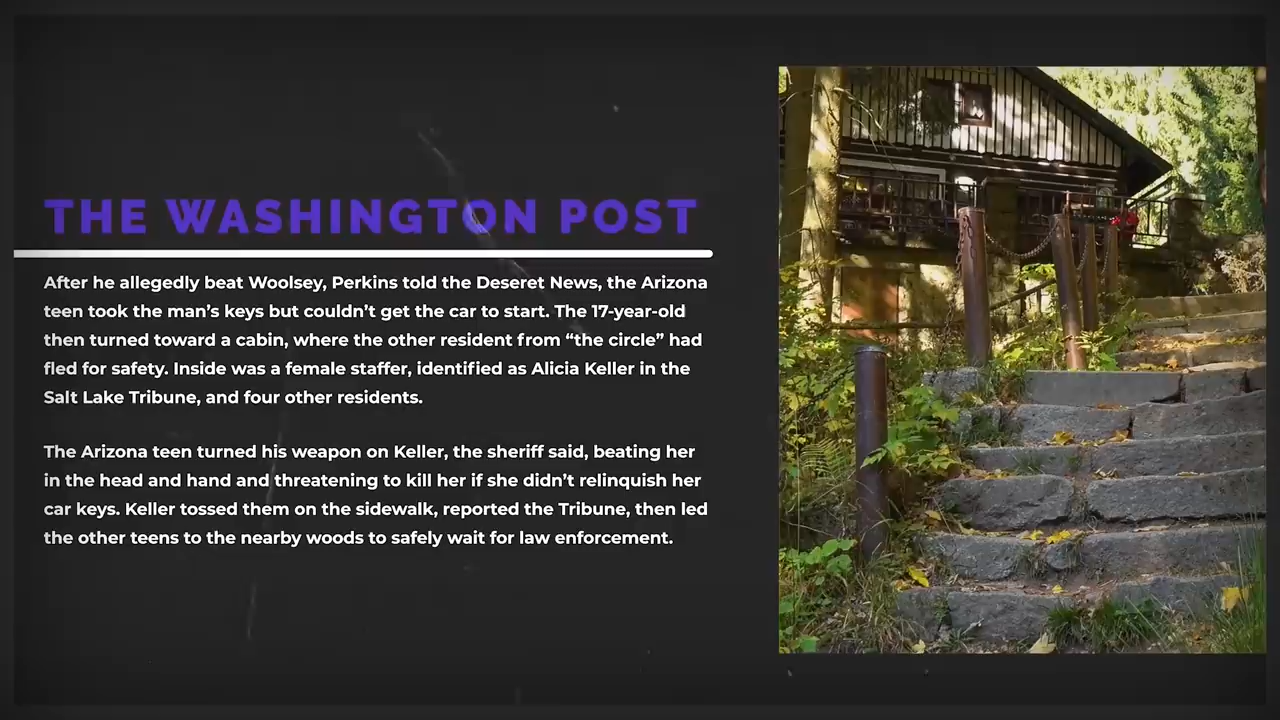 THE WASHINGTON POST
After he allegedly beat Woolsey, Perkins told the Deseret News, the Arizona
teen took the man’s keys but couldn’t get the car to start. The 17-year-old
then turned toward a cabin, where the other resident from “the circle” had
fled for safety. Inside was a female staffer, identified as Alicia Keller in the
Salt Lake Tribune, and four other residents.
The Arizona teen turned his weapon on Keller, the sheriff said, beating her
in the head and hand and threatening to kill her if she didn’t relinquish her
car keys. Keller tossed them on the sidewalk, reported the Tribune, then led
the other teens to the nearby woods to safely wait for law enforcement.